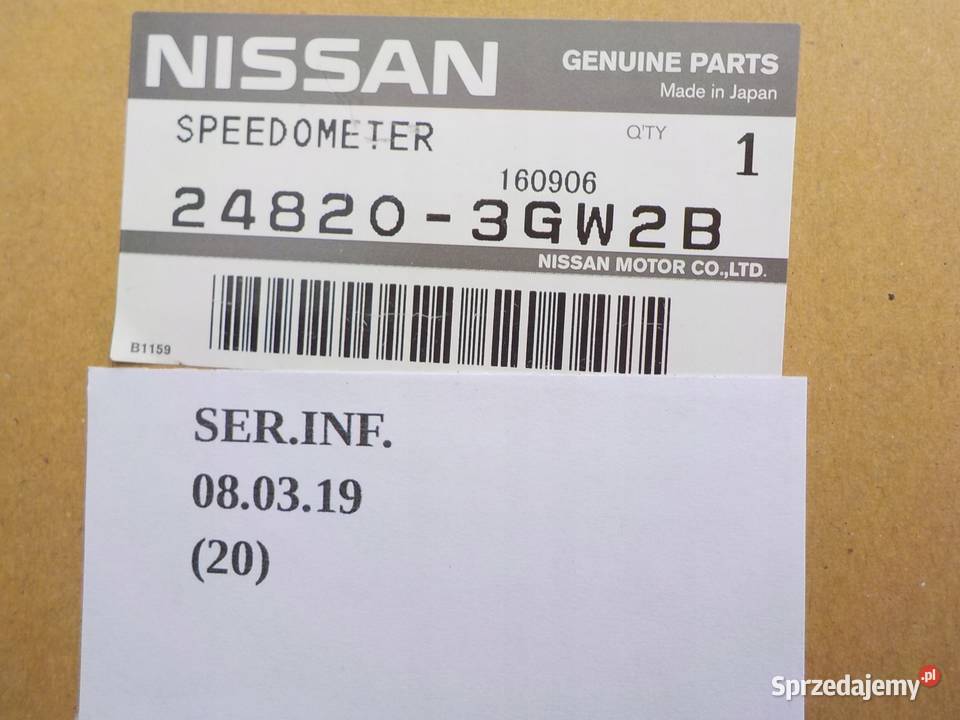 NISSAN
GENUINE PARTS
Made in Japan
SPEEDOMETER
Q'TY
1
160906
24820-3GW2B
NISSAN MOTOR CO.,LTD.
B1159
SER.INF.
08.03.19
(20)
Sprzedajemy.pl